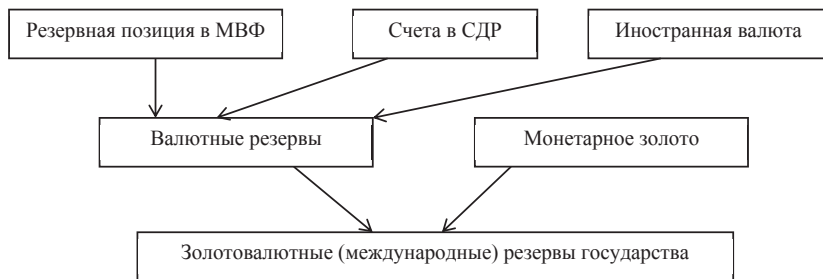 Резервная позиция в МВФ
Счета в СДР
Иностранная валюта
Валютные резервы
Монетарное золото
Золотовалютные (международные) резервы государства